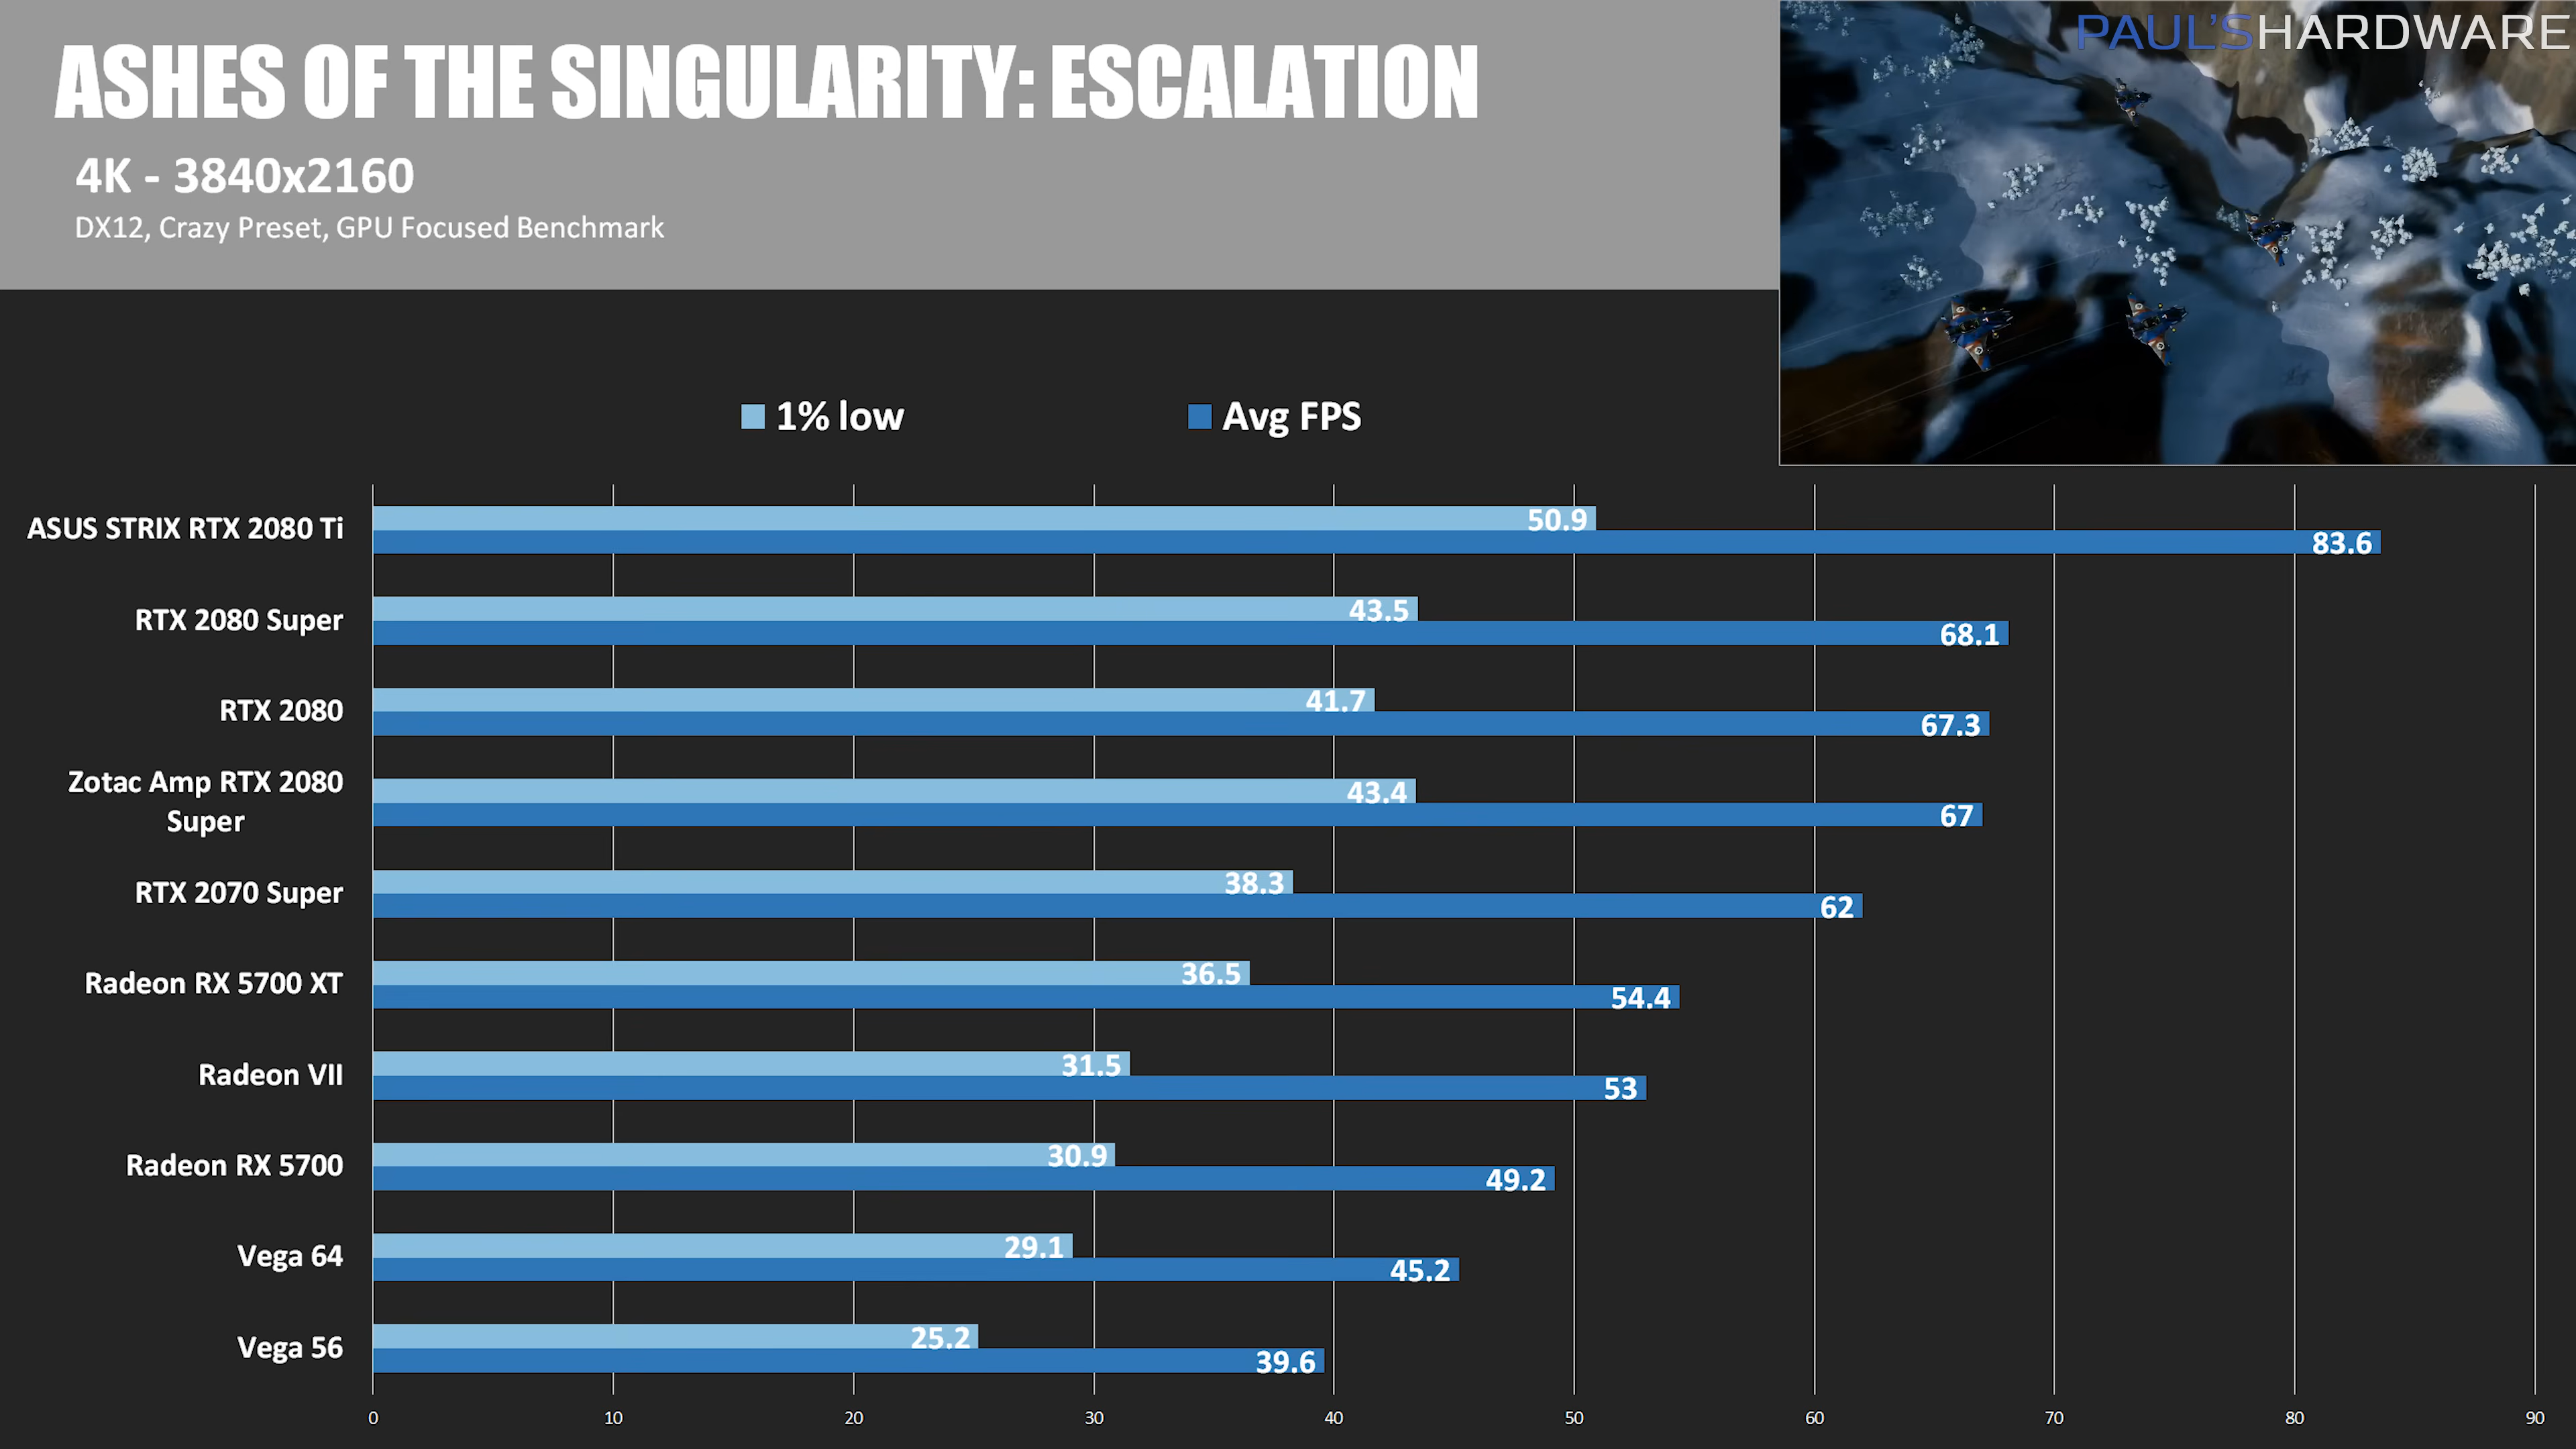 ASHES OF THE SINGULARITY: ESCALATION
PAUL'SHARDWARE
4K - 3840x2160
DX12, Crazy Preset, GPU Focused Benchmark
1% low
Avg FPS
ASUS STRIX RTX 2080 Ti
50.9
83.6
RTX 2080 Super
43.5
68.1
RTX 2080
41.7
67.3
Zotac Amp RTX 2080
Super
43.4
67
RTX 2070 Super
38.3
62
Radeon RX 5700 XT
36.5
54.4
Radeon VII
31.5
53
Radeon RX 5700
30.9
49.2
Vega 64
29.1
45.2
Vega 56
25.2
39.6
0 10 20 30 40 50 60 70 80 90